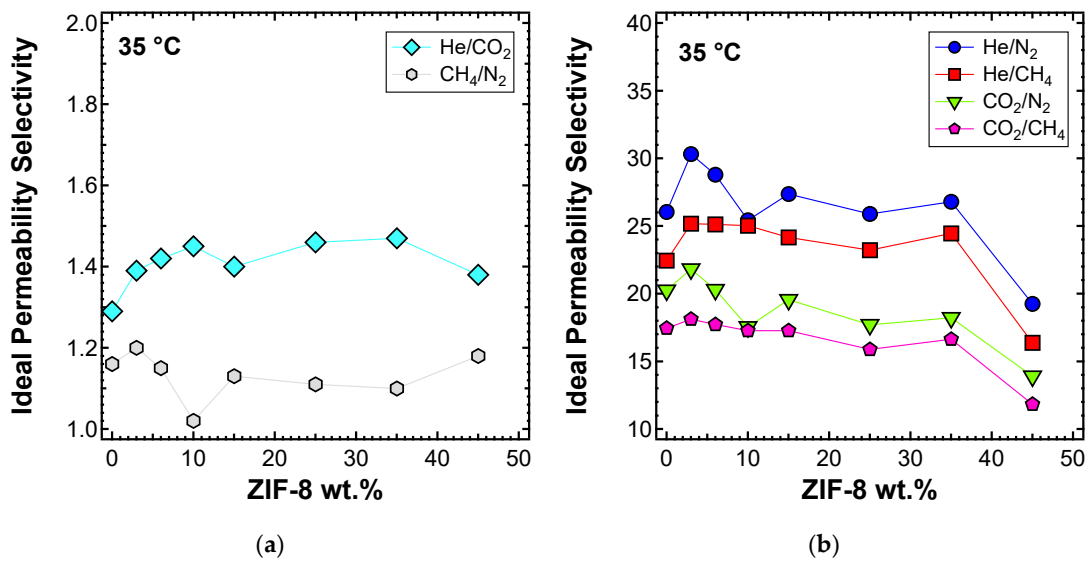 35 °C
He/CO2
CH4/N2
Ideal Permeability Selectivity
2.0
1.8
1.6
1.4
1.2
1.0
0 10 20 30 40 50
ZIF-8 wt.%
(a)
35 °C
He/N2
He/CH4
CO2/N2
CO2/CH4
Ideal Permeability Selectivity
40
35
30
25
20
15
10
0 10 20 30 40 50
ZIF-8 wt.%
(b)